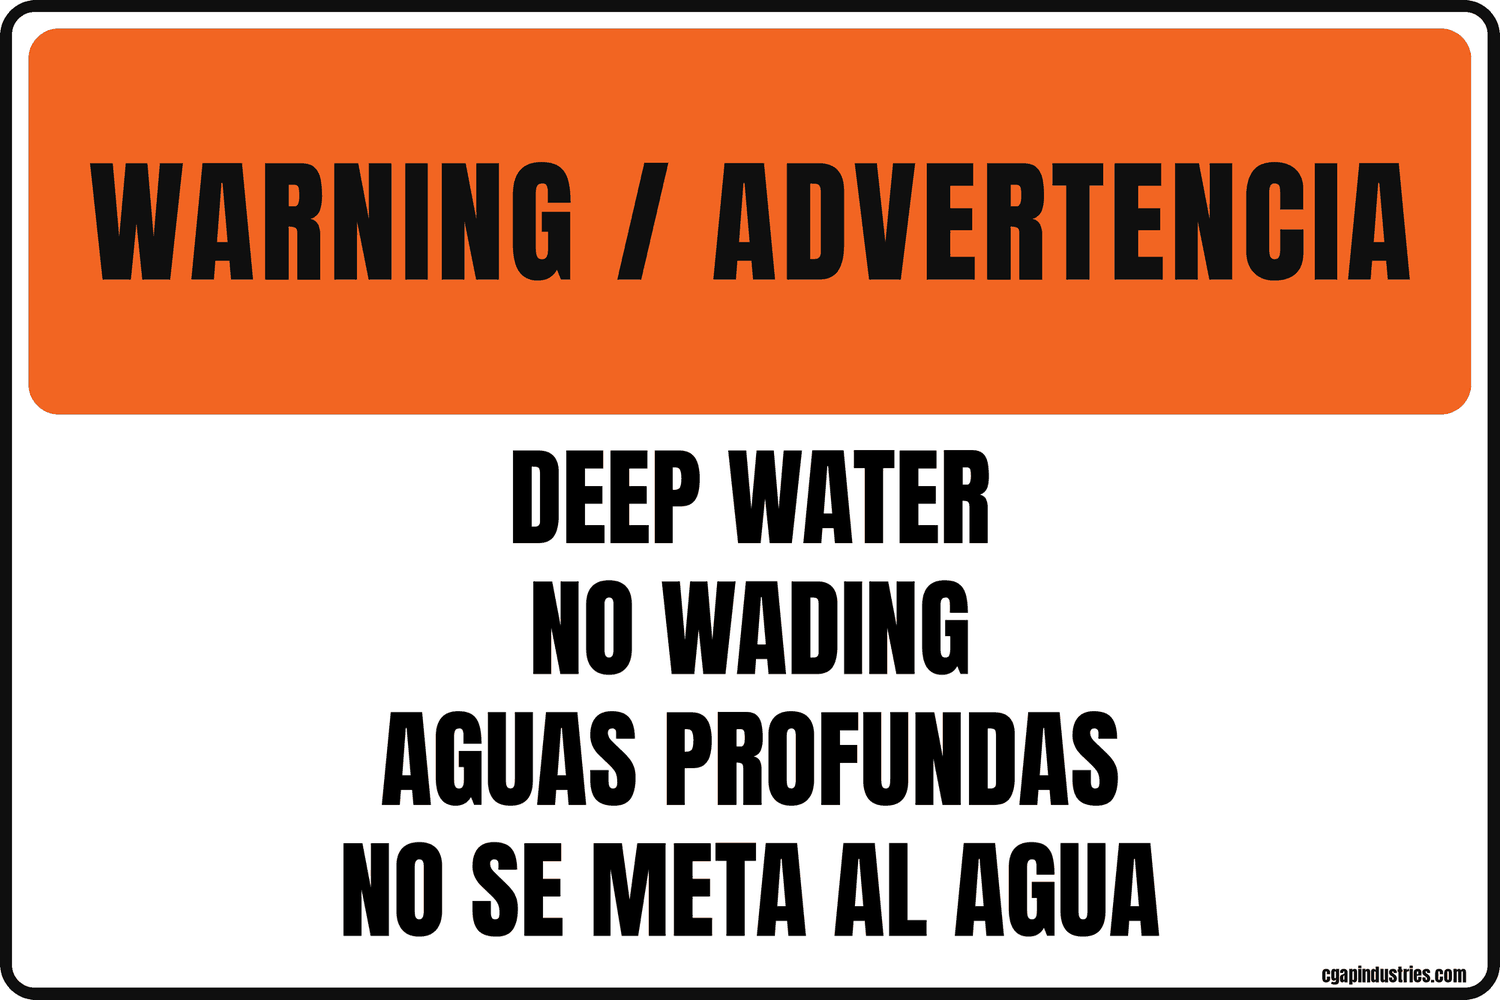 WARNING / ADVERTENCIA
DEEP WATER
NO WADING
AGUAS PROFUNDAS
NO SE META AL AGUA
cgapindustries.com